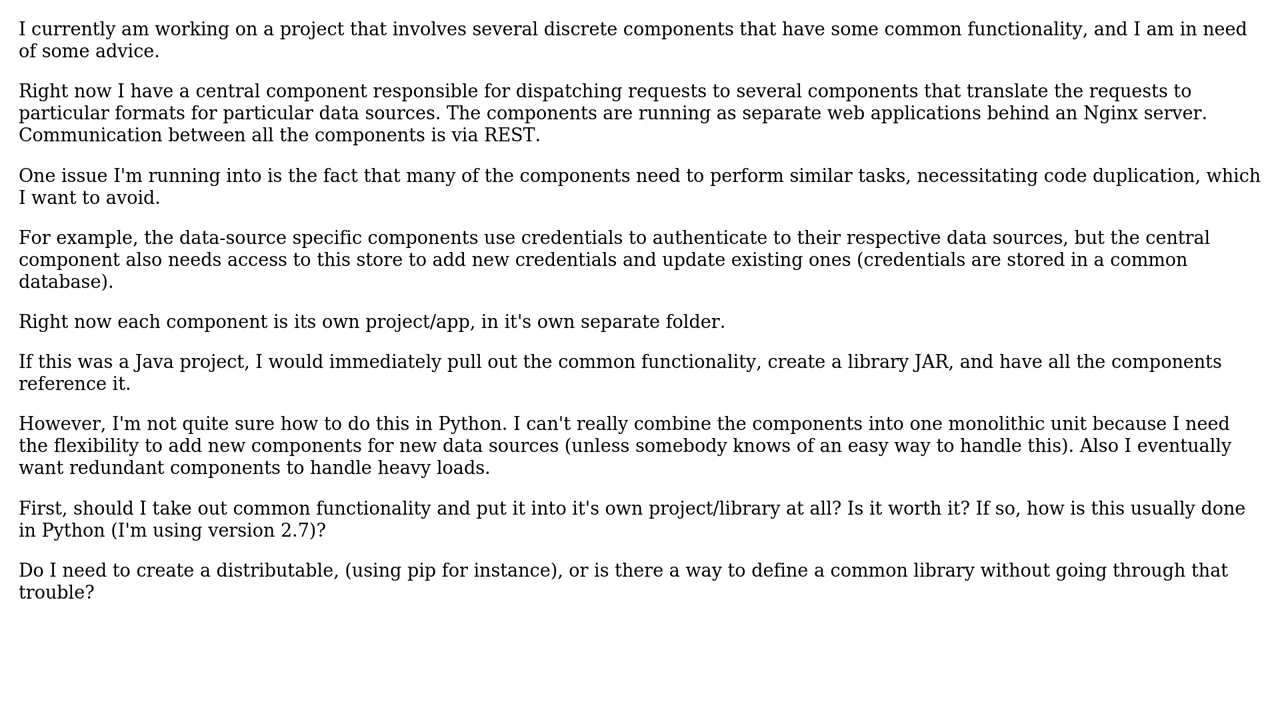 I currently am working on a project that involves several discrete components that have some common functionality, and I am in need
of some advice.
Right now I have a central component responsible for dispatching requests to several components that translate the requests to
particular formats for particular data sources. The components are running as separate web applications behind an Nginx server.
Communication between all the components is via REST.
One issue I'm running into is the fact that many of the components need to perform similar tasks, necessitating code duplication, which
I want to avoid.
For example, the data-source specific components use credentials to authenticate to their respective data sources, but the central
component also needs access to this store to add new credentials and update existing ones (credentials are stored in a common
database).
Right now each component is its own project/app, in it's own separate folder.
If this was a Java project, I would immediately pull out the common functionality, create a library JAR, and have all the components
reference it.
However, I'm not quite sure how to do this in Python. I can't really combine the components into one monolithic unit because I need
the flexibility to add new components for new data sources (unless somebody knows of an easy way to handle this). Also I eventually
want redundant components to handle heavy loads.
First, should I take out common functionality and put it into it's own project/library at all? Is it worth it? If so, how is this usually done
in Python (I'm using version 2.7)?
Do I need to create a distributable, (using pip for instance), or is there a way to define a common library without going through that
trouble?